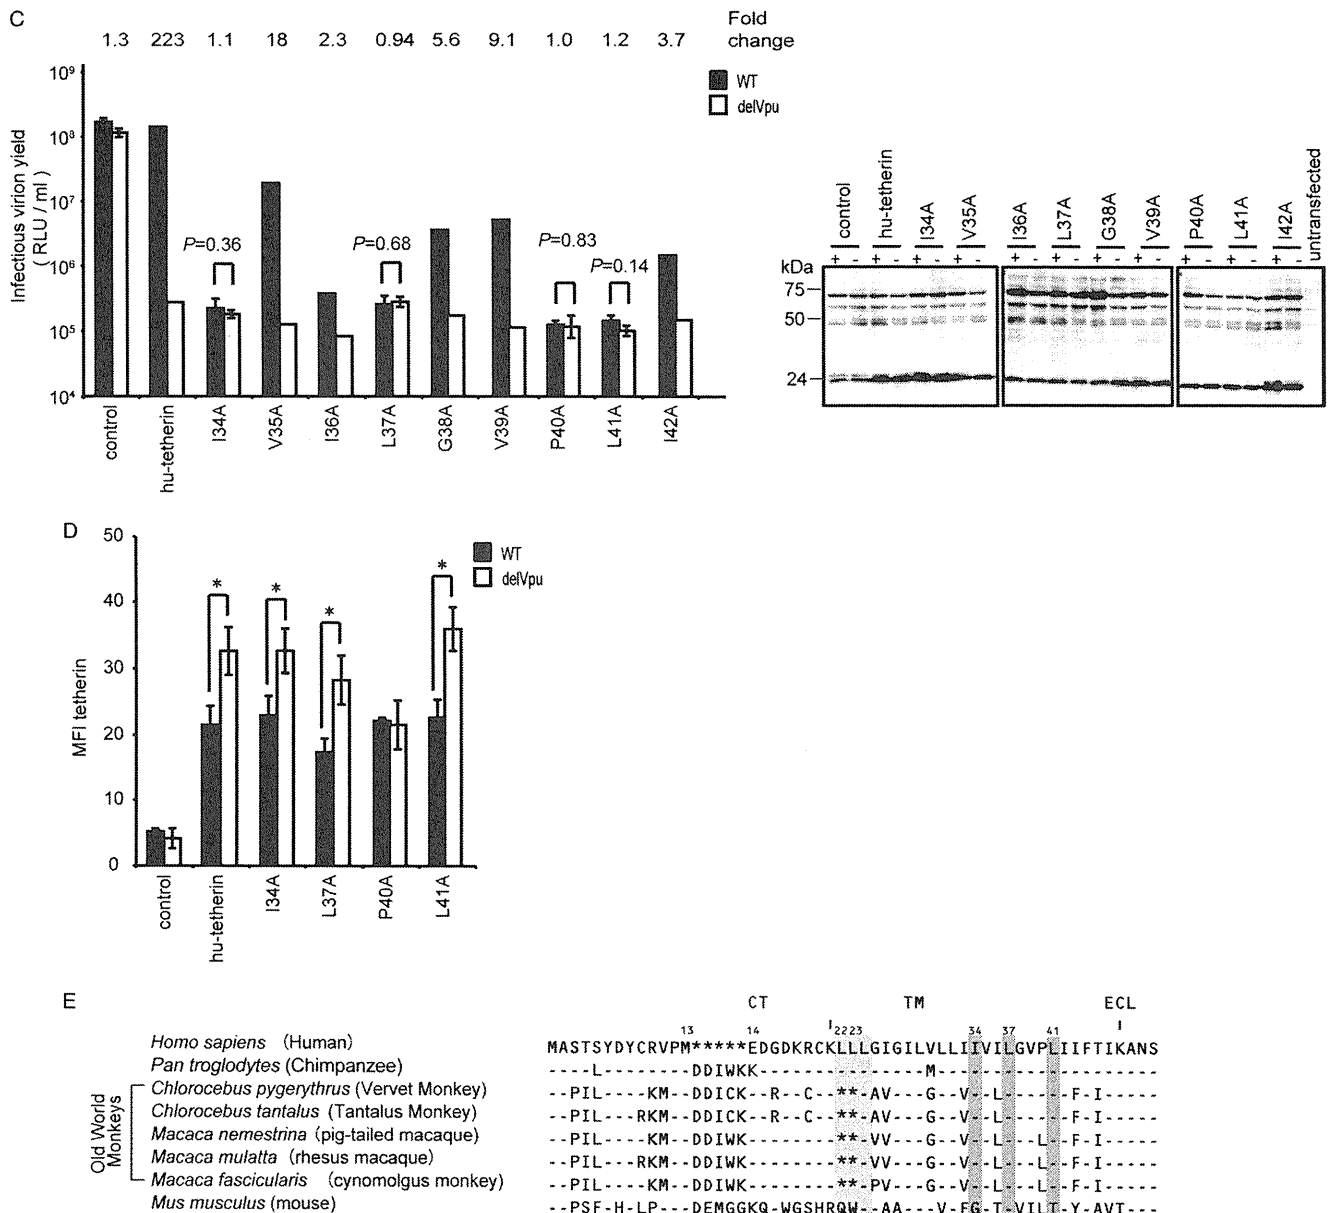 C
Fold change
1.3 223 1.1 18 2.3 0.94 5.6 9.1 1.0 1.2 3.7
Infectious virion yield
( RLU / ml )
10⁹
10⁸
10⁷
10⁶
10⁵
10⁴
WT
delVpu
P=0.36
P=0.68
P=0.83
P=0.14
control hu-tetherin I34A V35A I36A L37A G38A V39A P40A L41A I42A
control hu-tetherin I34A V35A I36A L37A G38A V39A P40A L41A I42A untransfected
+ - + - + - + - + - + - + - + - + - + - + -
kDa
75
50
24
D
MFI tetherin
50
40
30
20
10
0
WT
delVpu
* * * *
control hu-tetherin I34A L37A P40A L41A
E
CT TM ECL
13 14 2223 34 37 41
Homo sapiens (Human) MASTSYDYCRVPM*****EDGDKRCKLLLGIGILVLLIIVILGVPLIIFTIKANS
Pan troglodytes (Chimpanzee) ----L--------DDIWKK----------------M--------------------
Old World Monkeys
Chlorocebus pygerythrus (Vervet Monkey) --PIL----KM--DDICK--R--C--**-AV----G--V--L------F-I-----
Chlorocebus tantalus (Tantalus Monkey) --PIL---RKM--DDICK--R--C--**-AV----G--V--L------F-I-----
Macaca nemestrina (pig-tailed macaque) --PIL----KM--DDIWK--------**-VV----G--V--L---L--F-I-----
Macaca mulatta (rhesus macaque) --PIL---RKM--DDIWK--------**-VV----G--V--L---L--F-I-----
Macaca fascicularis (cynomolgus monkey) --PIL----KM--DDIWK--------**-PV----G--V--L---L--F-I-----
Mus musculus (mouse) --PSF-H-LP---DEMGGKQ-WGSHRQW--AA----V-FG-T-VILT-Y-AVT----